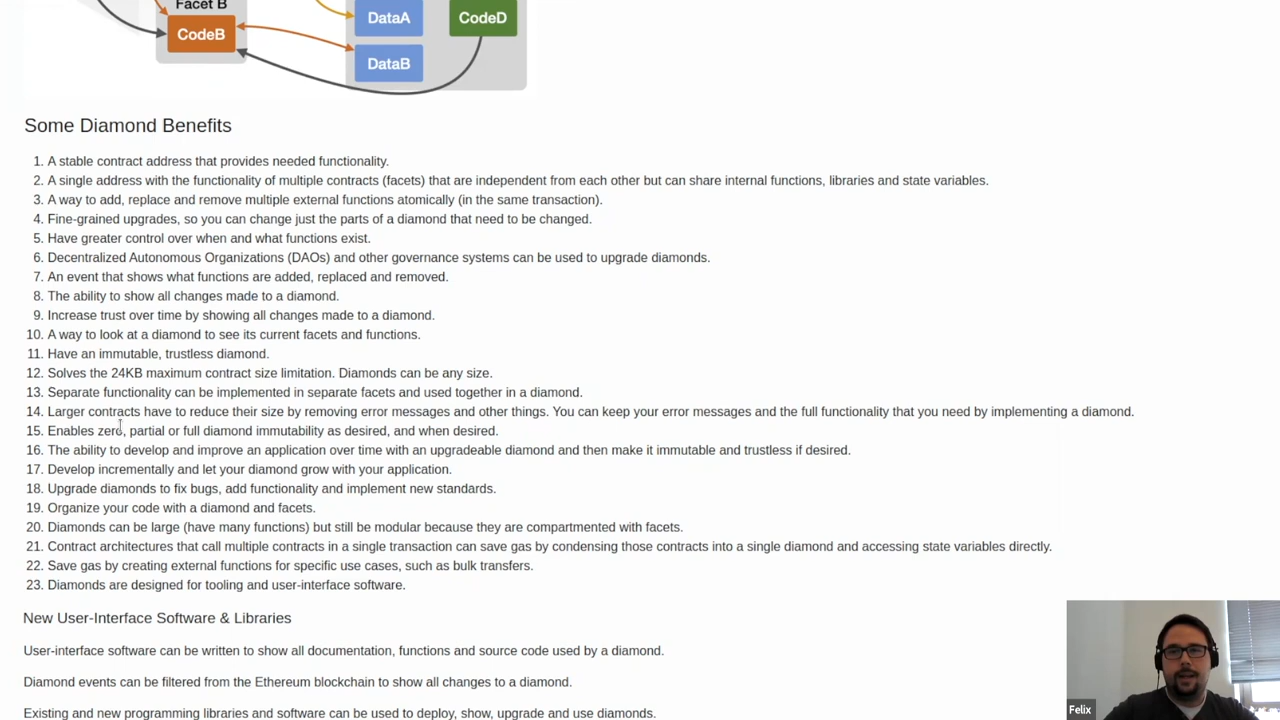 Facet B
CodeB
DataA
CodeD
DataB
Some Diamond Benefits
1. A stable contract address that provides needed functionality.
2. A single address with the functionality of multiple contracts (facets) that are independent from each other but can share internal functions, libraries and state variables.
3. A way to add, replace and remove multiple external functions atomically (in the same transaction).
4. Fine-grained upgrades, so you can change just the parts of a diamond that need to be changed.
5. Have greater control over when and what functions exist.
6. Decentralized Autonomous Organizations (DAOs) and other governance systems can be used to upgrade diamonds.
7. An event that shows what functions are added, replaced and removed.
8. The ability to show all changes made to a diamond.
9. Increase trust over time by showing all changes made to a diamond.
10. A way to look at a diamond to see its current facets and functions.
11. Have an immutable, trustless diamond.
12. Solves the 24KB maximum contract size limitation. Diamonds can be any size.
13. Separate functionality can be implemented in separate facets and used together in a diamond.
14. Larger contracts have to reduce their size by removing error messages and other things. You can keep your error messages and the full functionality that you need by implementing a diamond.
15. Enables zero, partial or full diamond immutability as desired, and when desired.
16. The ability to develop and improve an application over time with an upgradeable diamond and then make it immutable and trustless if desired.
17. Develop incrementally and let your diamond grow with your application.
18. Upgrade diamonds to fix bugs, add functionality and implement new standards.
19. Organize your code with a diamond and facets.
20. Diamonds can be large (have many functions) but still be modular because they are compartmented with facets.
21. Contract architectures that call multiple contracts in a single transaction can save gas by condensing those contracts into a single diamond and accessing state variables directly.
22. Save gas by creating external functions for specific use cases, such as bulk transfers.
23. Diamonds are designed for tooling and user-interface software.
New User-Interface Software & Libraries
User-interface software can be written to show all documentation, functions and source code used by a diamond.
Diamond events can be filtered from the Ethereum blockchain to show all changes to a diamond.
Existing and new programming libraries and software can be used to deploy, show, upgrade and use diamonds.
Felix